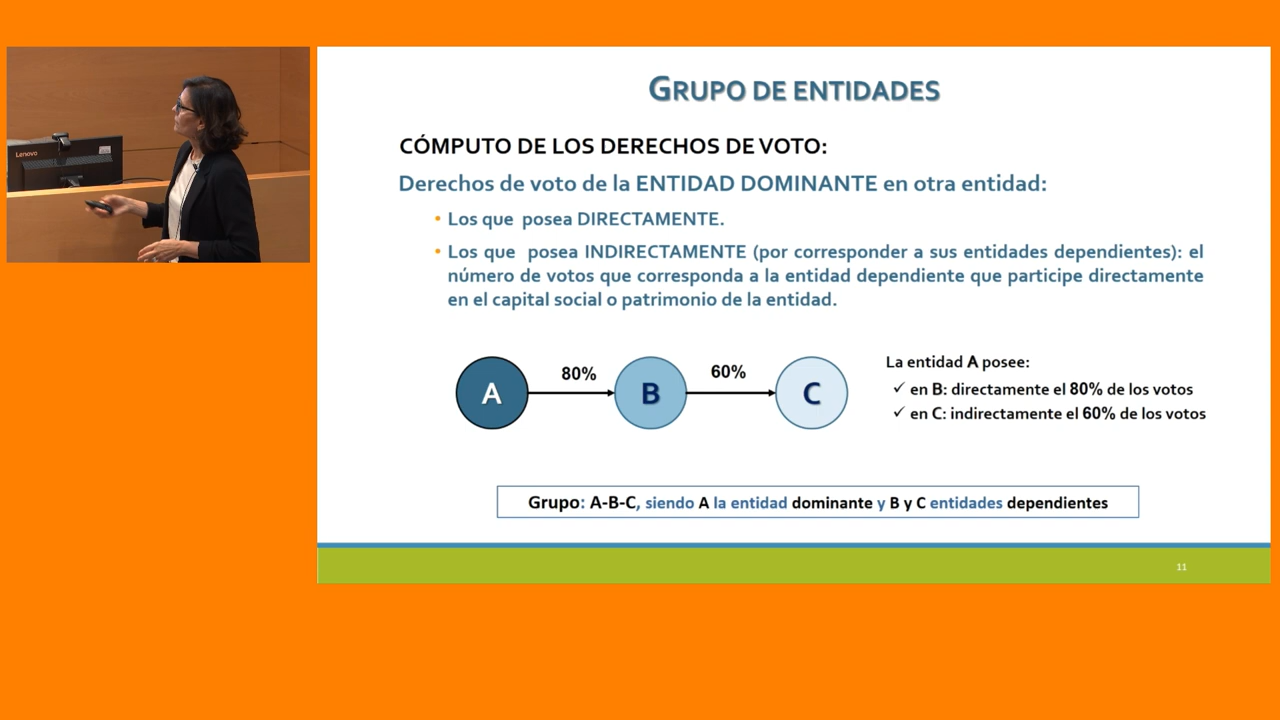 Lenovo
GRUPO DE ENTIDADES
CÓMPUTO DE LOS DERECHOS DE VOTO:
Derechos de voto de la ENTIDAD DOMINANTE en otra entidad:
• Los que posea DIRECTAMENTE.
• Los que posea INDIRECTAMENTE (por corresponder a sus entidades dependientes): el
número de votos que corresponda a la entidad dependiente que participe directamente
en el capital social o patrimonio de la entidad.
A
80%
B
60%
C
La entidad A posee:
✓ en B: directamente el 80% de los votos
✓ en C: indirectamente el 60% de los votos
Grupo: A-B-C, siendo A la entidad dominante y B y C entidades dependientes
11